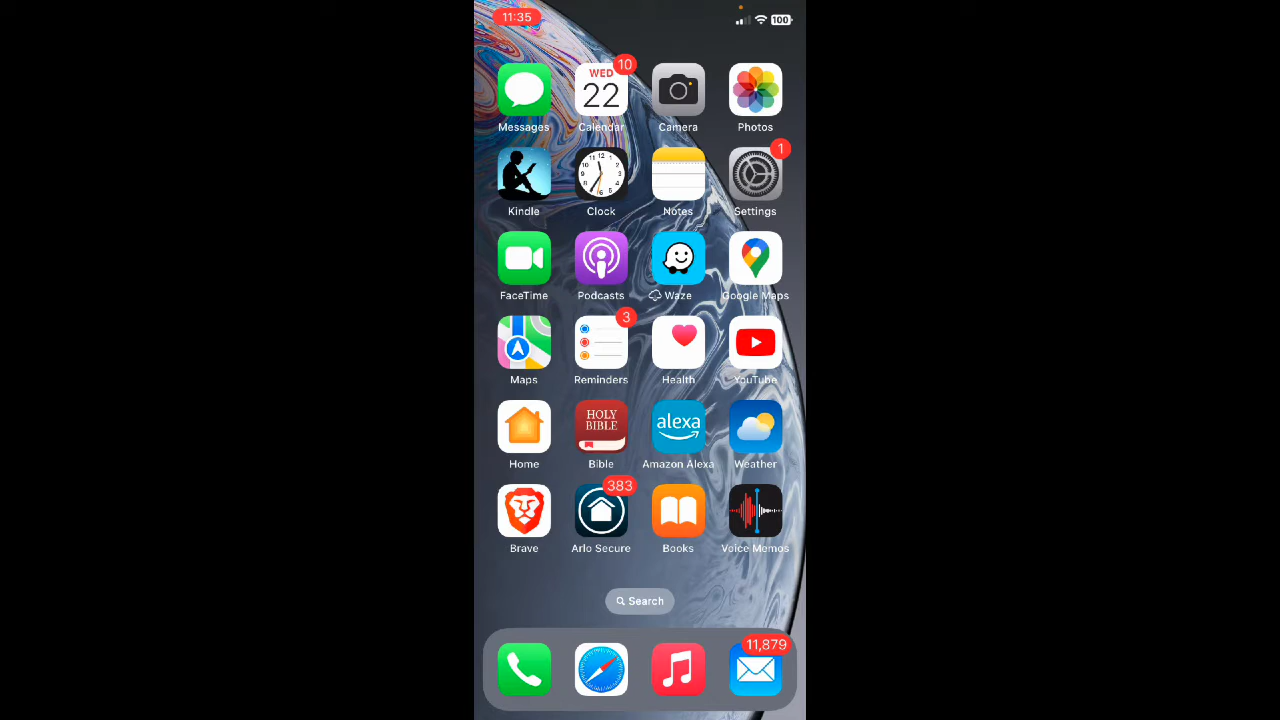 11:35
100
WED 10
22
Messages Calendar Camera Photos
HOLY
1
Kindle Clock Notes Settings
FaceTime Podcasts Waze Google Maps
3
Maps Reminders Health YouTube
HOLY
BIBLE
alexa
Home Bible Amazon Alexa Weather
383
Brave Arlo Secure Books Voice Memos
Search
11,879